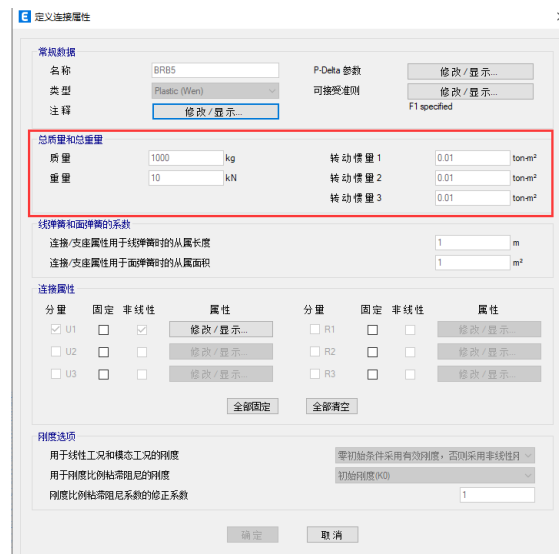 E 定义连接属性
常规数据
名称 BRB5 P-Delta 参数 修改/显示...
类型 Plastic (Wen) 可接受准则 修改/显示...
注释 修改/显示... F1 specified
总质量和总重量
质量 1000 kg 转动惯量 1 0.01 ton-m²
重量 10 kN 转动惯量 2 0.01 ton-m²
转动惯量 3 0.01 ton-m²
线弹簧和面弹簧的系数
连接/支座属性用于线弹簧时的从属长度 1 m
连接/支座属性用于面弹簧时的从属面积 1 m²
连接属性
分量 固定 非线性 属性 分量 固定 非线性 属性
U1 修改/显示... R1 修改/显示...
U2 修改/显示... R2 修改/显示...
U3 修改/显示... R3 修改/显示...
全部固定 全部清空
刚度选项
用于线性工况和模态工况的刚度 零初始条件采用有效刚度，否则采用非线性
用于刚度比例粘滞阻尼的刚度 初始刚度(K0)
刚度比例粘滞阻尼系数的修正系数 1
确定 取消